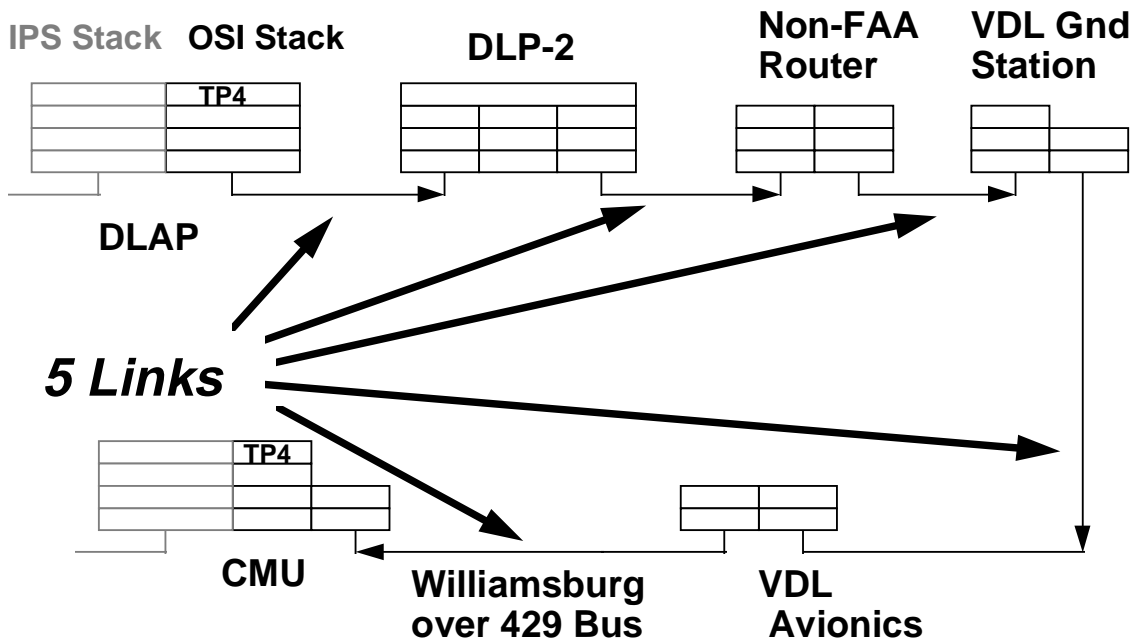 IPS Stack OSI Stack
DLP-2
Non-FAA
Router
VDL Gnd
Station
TP4
DLAP
5 Links
TP4
CMU
Williamsburg
over 429 Bus
VDL
Avionics